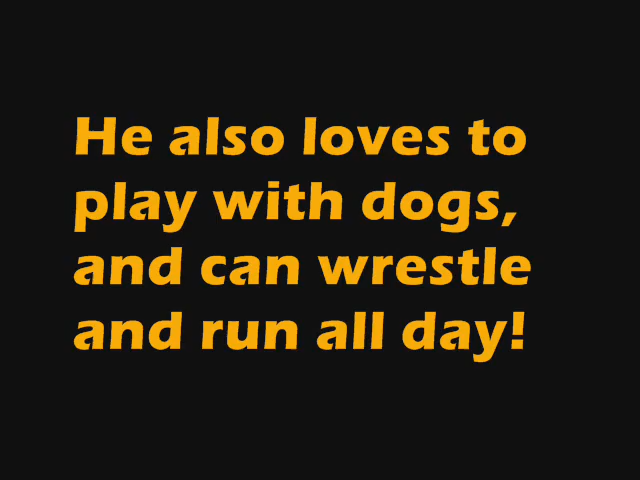 He also loves to
play with dogs,
and can wrestle
and run all day!